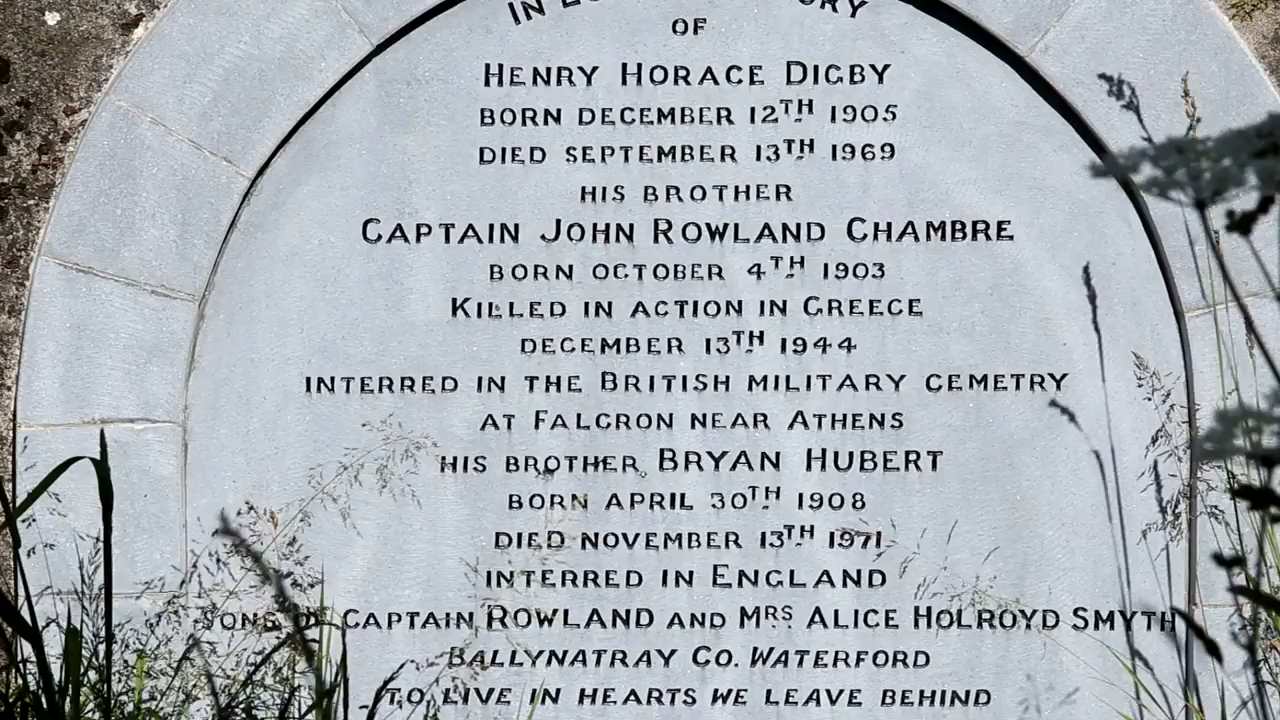 IN
OF
HENRY HORACE DIGBY
BORN DECEMBER 12TH 1905
DIED SEPTEMBER 13TH 1969
HIS BROTHER
CAPTAIN JOHN ROWLAND CHAMBRE
BORN OCTOBER 4TH 1903
KILLED IN ACTION IN GREECE
DECEMBER 13TH 1944
INTERRED IN THE BRITISH MILITARY CEMETRY
AT FALCRON NEAR ATHENS
HIS BROTHER, BRYAN HUBERT
BORN APRIL 30TH 1908
DIED NOVEMBER 13TH 1971
INTERRED IN ENGLAND
SONS OF CAPTAIN ROWLAND AND MRS ALICE HOLROYD SMYTH
BALLYNATRAY CO. WATERFORD
TO LIVE IN HEARTS WE LEAVE BEHIND